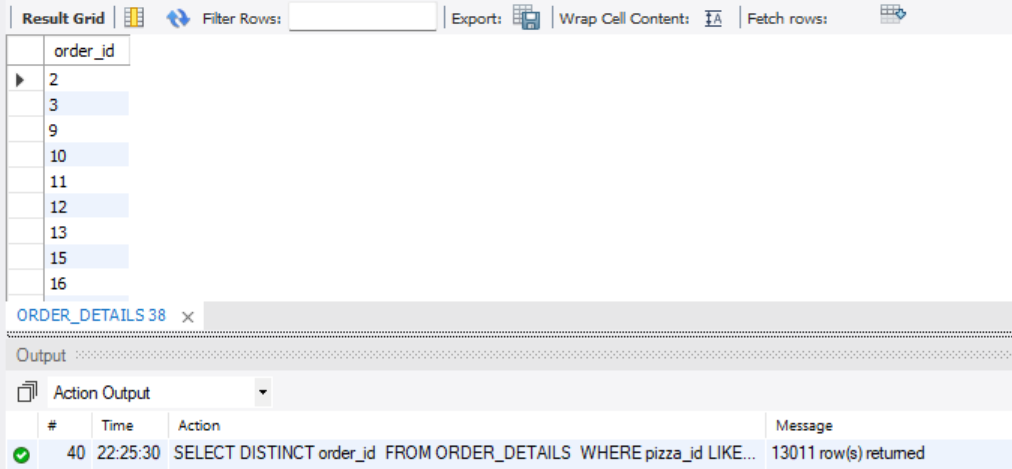 Result Grid Filter Rows: Export: Wrap Cell Content: IA Fetch rows:
order_id
2
3
9
10
11
12
13
15
16
ORDER_DETAILS 38
Output
Action Output
# Time Action Message
40 22:25:30 SELECT DISTINCT order_id FROM ORDER_DETAILS WHERE pizza_id LIKE... 13011 row(s) returned